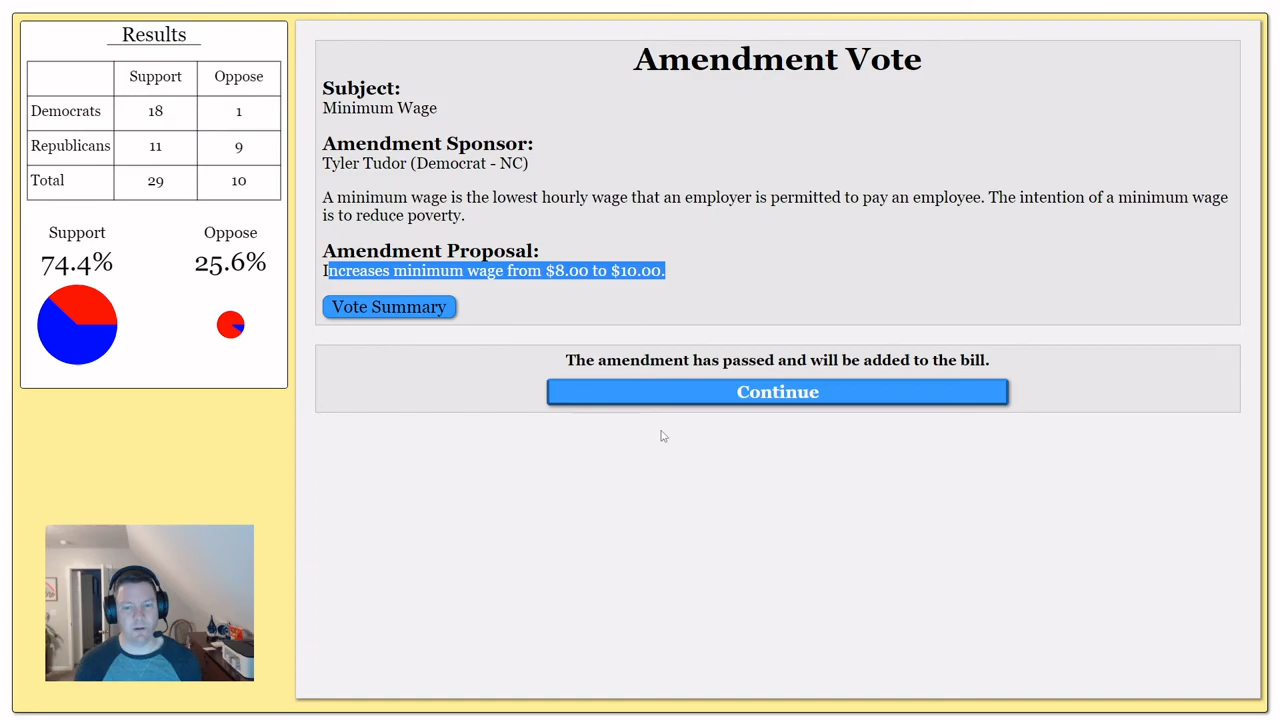 Results
Support Oppose
Democrats 18 1
Republicans 11 9
Total 29 10
Support Oppose
74.4% 25.6%
Amendment Vote
Subject:
Minimum Wage
Amendment Sponsor:
Tyler Tudor (Democrat - NC)
A minimum wage is the lowest hourly wage that an employer is permitted to pay an employee. The intention of a minimum wage
is to reduce poverty.
Amendment Proposal:
Increases minimum wage from $8.00 to $10.00.
Vote Summary
The amendment has passed and will be added to the bill.
Continue